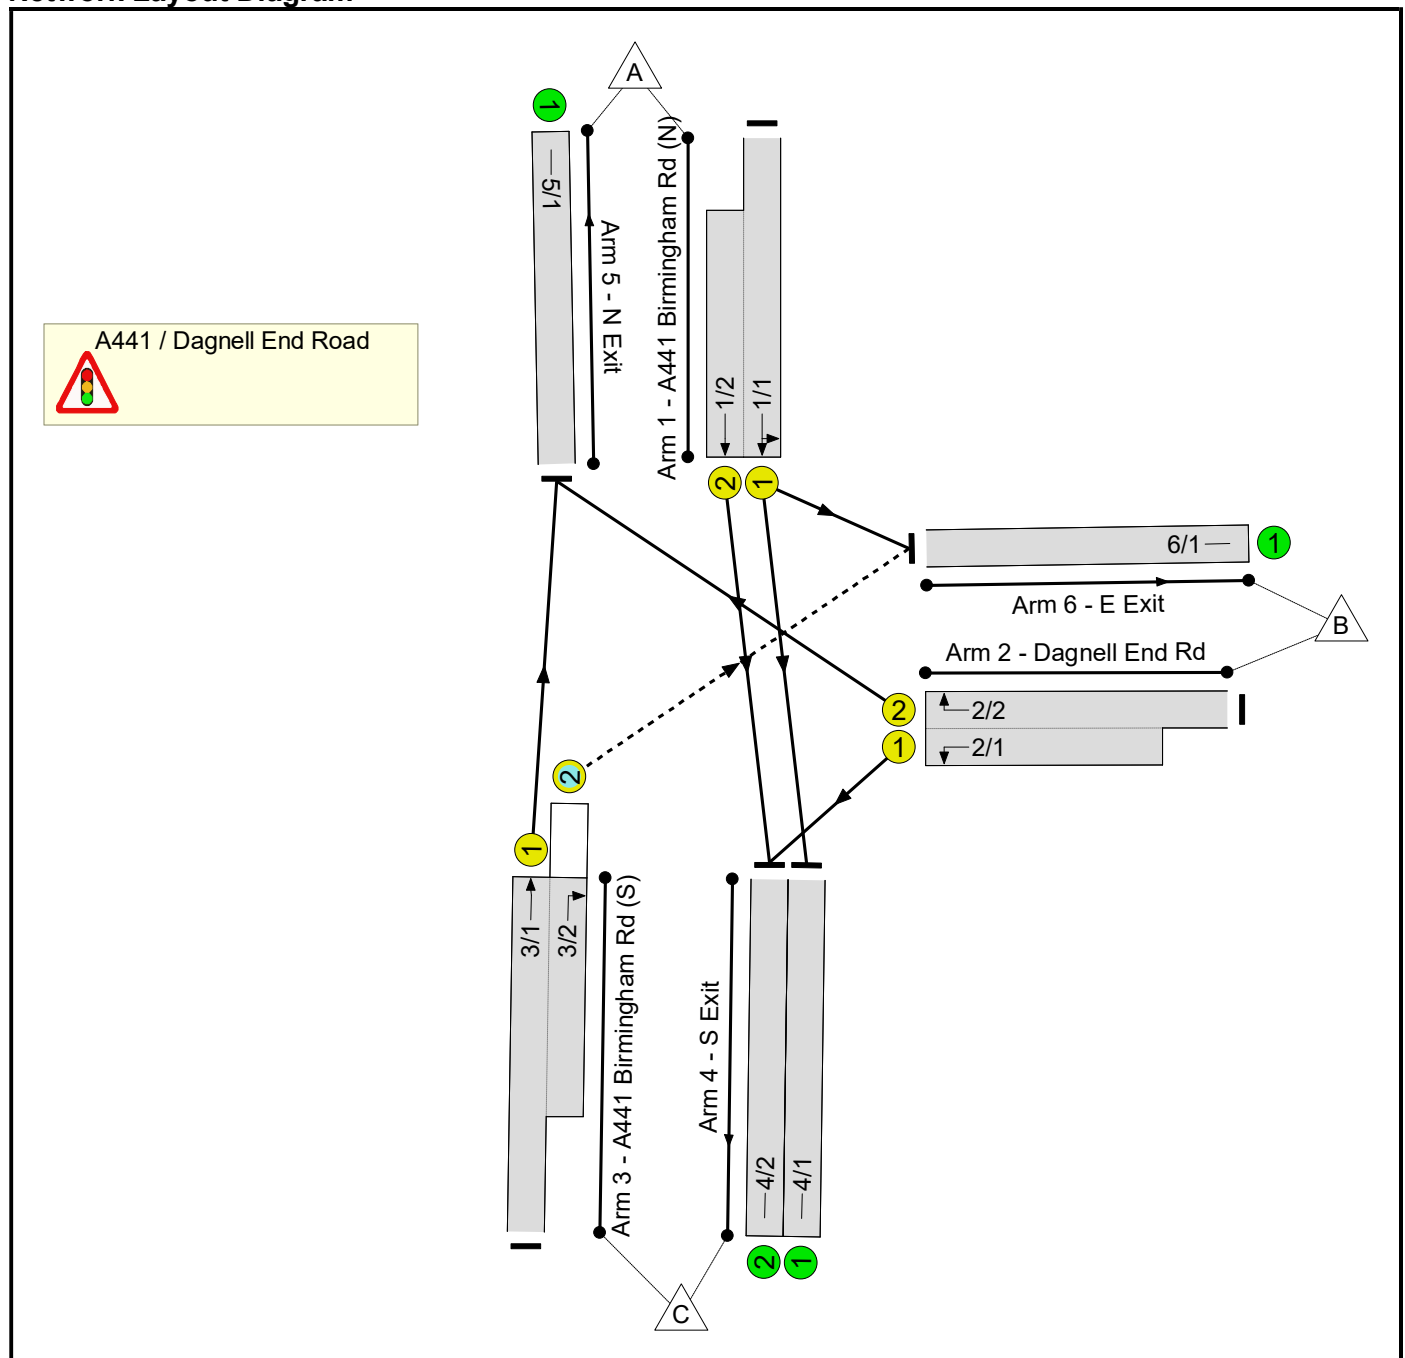 Network Layout Diagram
A
1
5/1
Arm 5 - N Exit
Arm 1 - A441 Birmingham Rd (N)
1/2
1/1
2
1
A441 / Dagnell End Road
6/1
1
Arm 6 - E Exit
B
Arm 2 - Dagnell End Rd
2
2/2
1
2/1
2
1
3/1
3/2
Arm 3 - A441 Birmingham Rd (S)
Arm 4 - S Exit
4/2
4/1
2
1
C